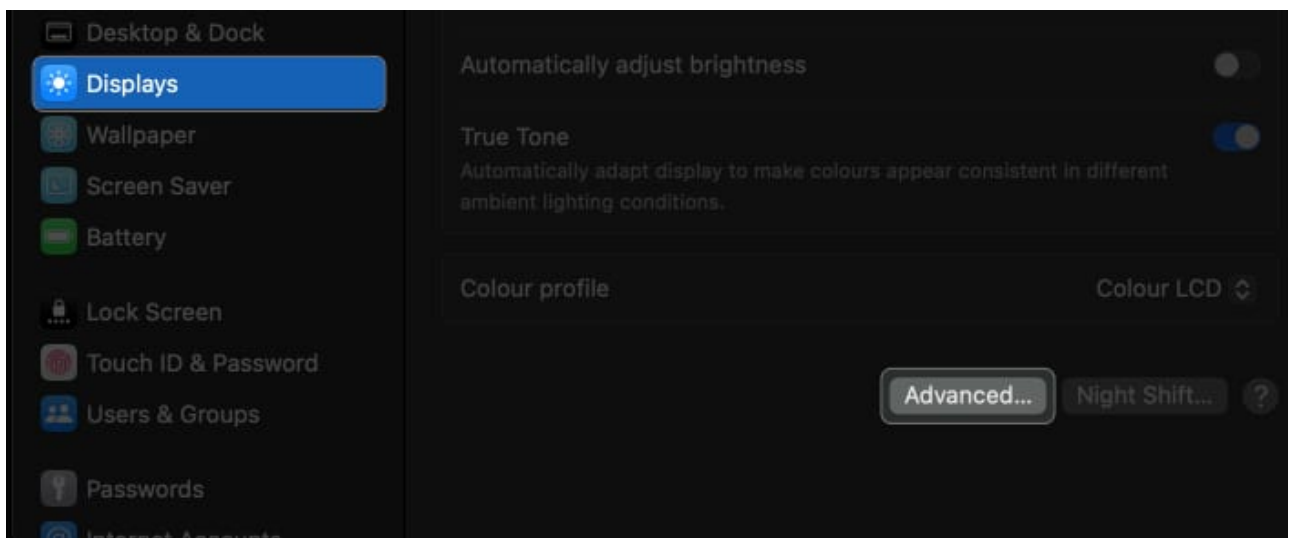 Desktop & Dock
Displays
Wallpaper
Screen Saver
Battery
Lock Screen
Touch ID & Password
Users & Groups
Passwords
Internet Accounts
Automatically adjust brightness
True Tone
Automatically adapt display to make colours appear consistent in different
ambient lighting conditions.
Colour profile
Colour LCD
Advanced...
Night Shift...
?